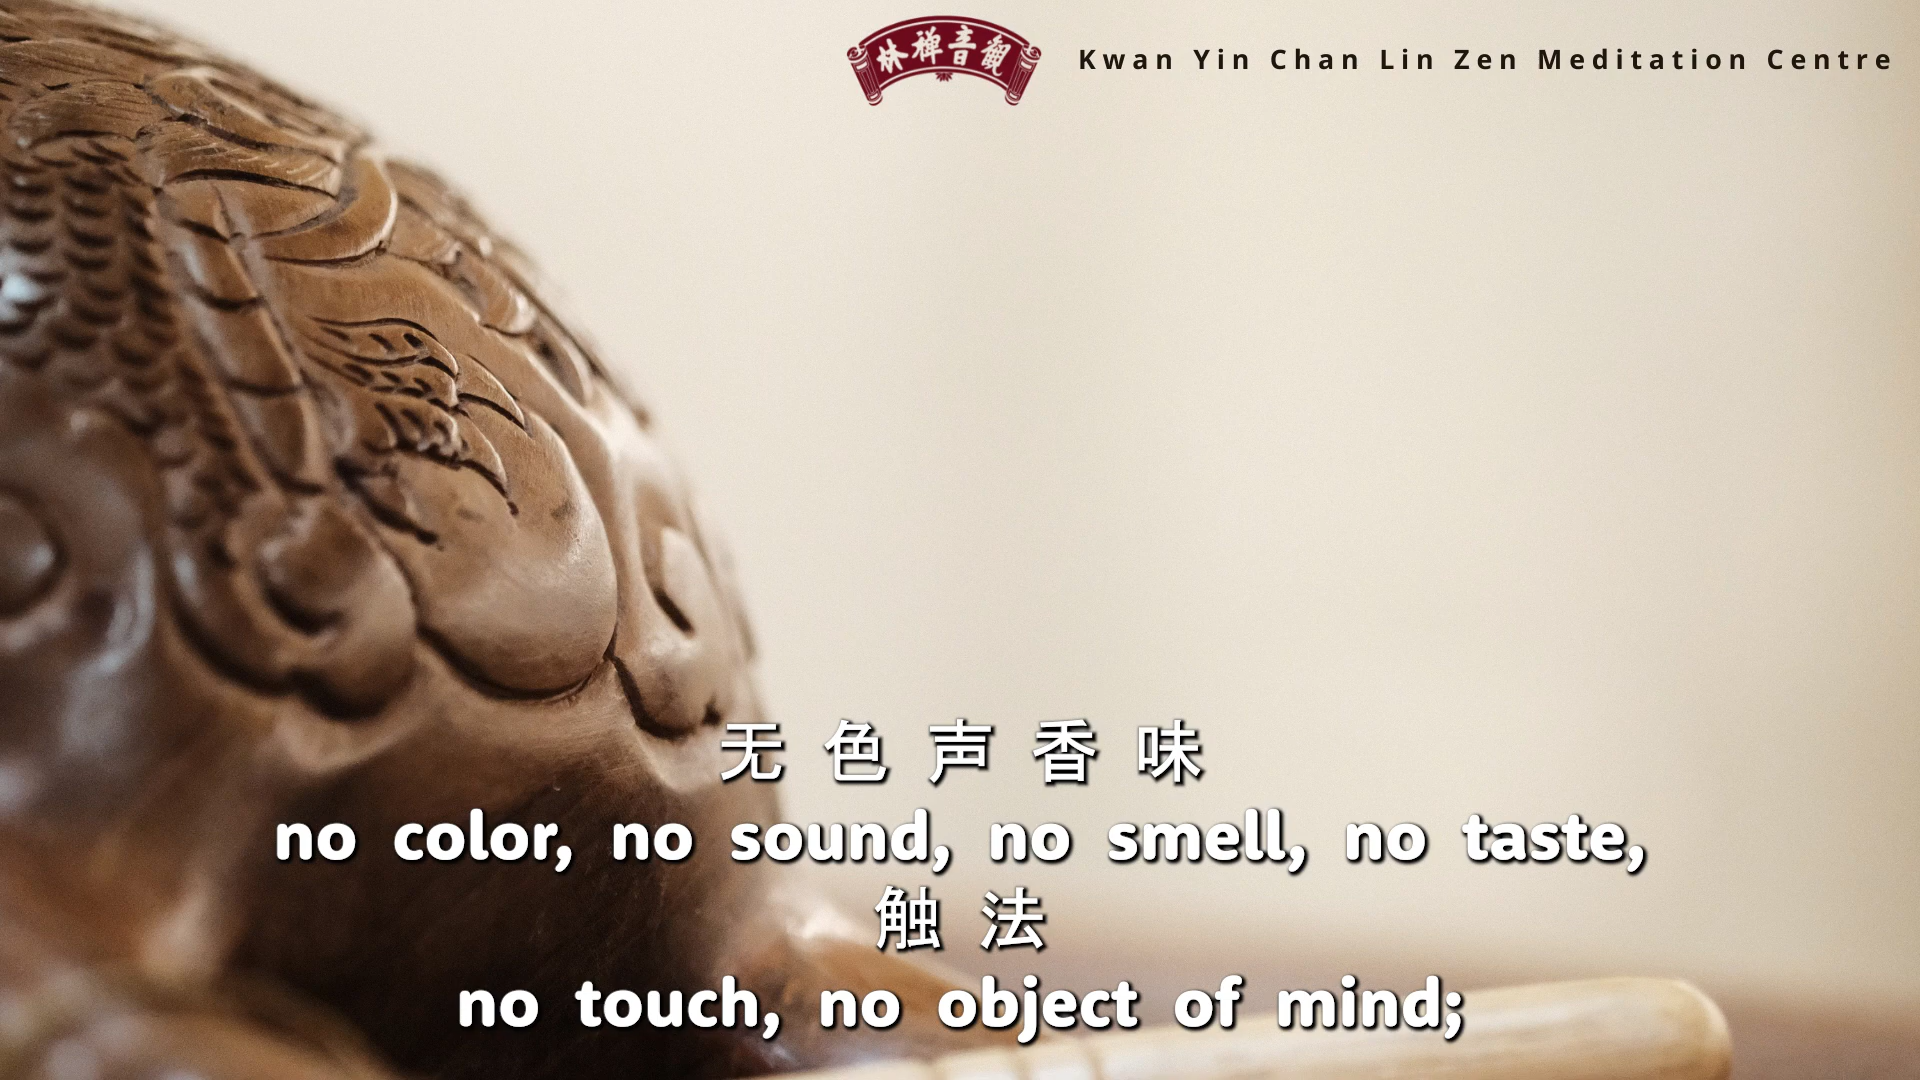 林禅音觀
Kwan Yin Chan Lin Zen Meditation Centre
无色声香味
no color, no sound, no smell, no taste,
触法
no touch, no object of mind;